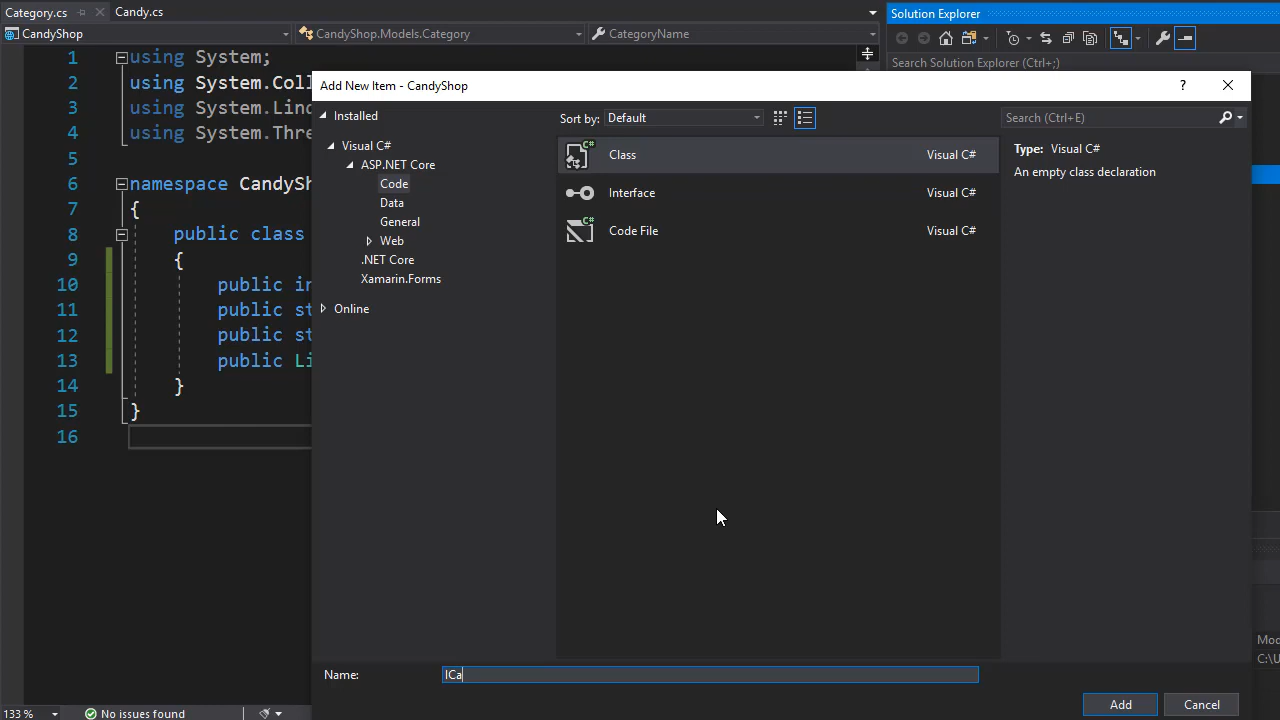 Category.cs
Candy.cs
Solution Explorer
CandyShop
CandyShop.Models.Category
CategoryName
Search Solution Explorer (Ctrl+;)
1 using System;
2 using System.Coll
3 using System.Linq
4 using System.Thre
5
6 namespace CandySh
7 {
8 public class
9 {
10 public in
11 public st
12 public st
13 public Li
14 }
15 }
16
Add New Item - CandyShop
?
Installed
Visual C#
ASP.NET Core
Code
Data
General
Web
.NET Core
Xamarin.Forms
Online
Sort by: Default
Class Visual C#
Interface Visual C#
Code File Visual C#
Search (Ctrl+E)
Type: Visual C#
An empty class declaration
Name: ICa
Add
Cancel
Mod
C:\U
133 %
No issues found